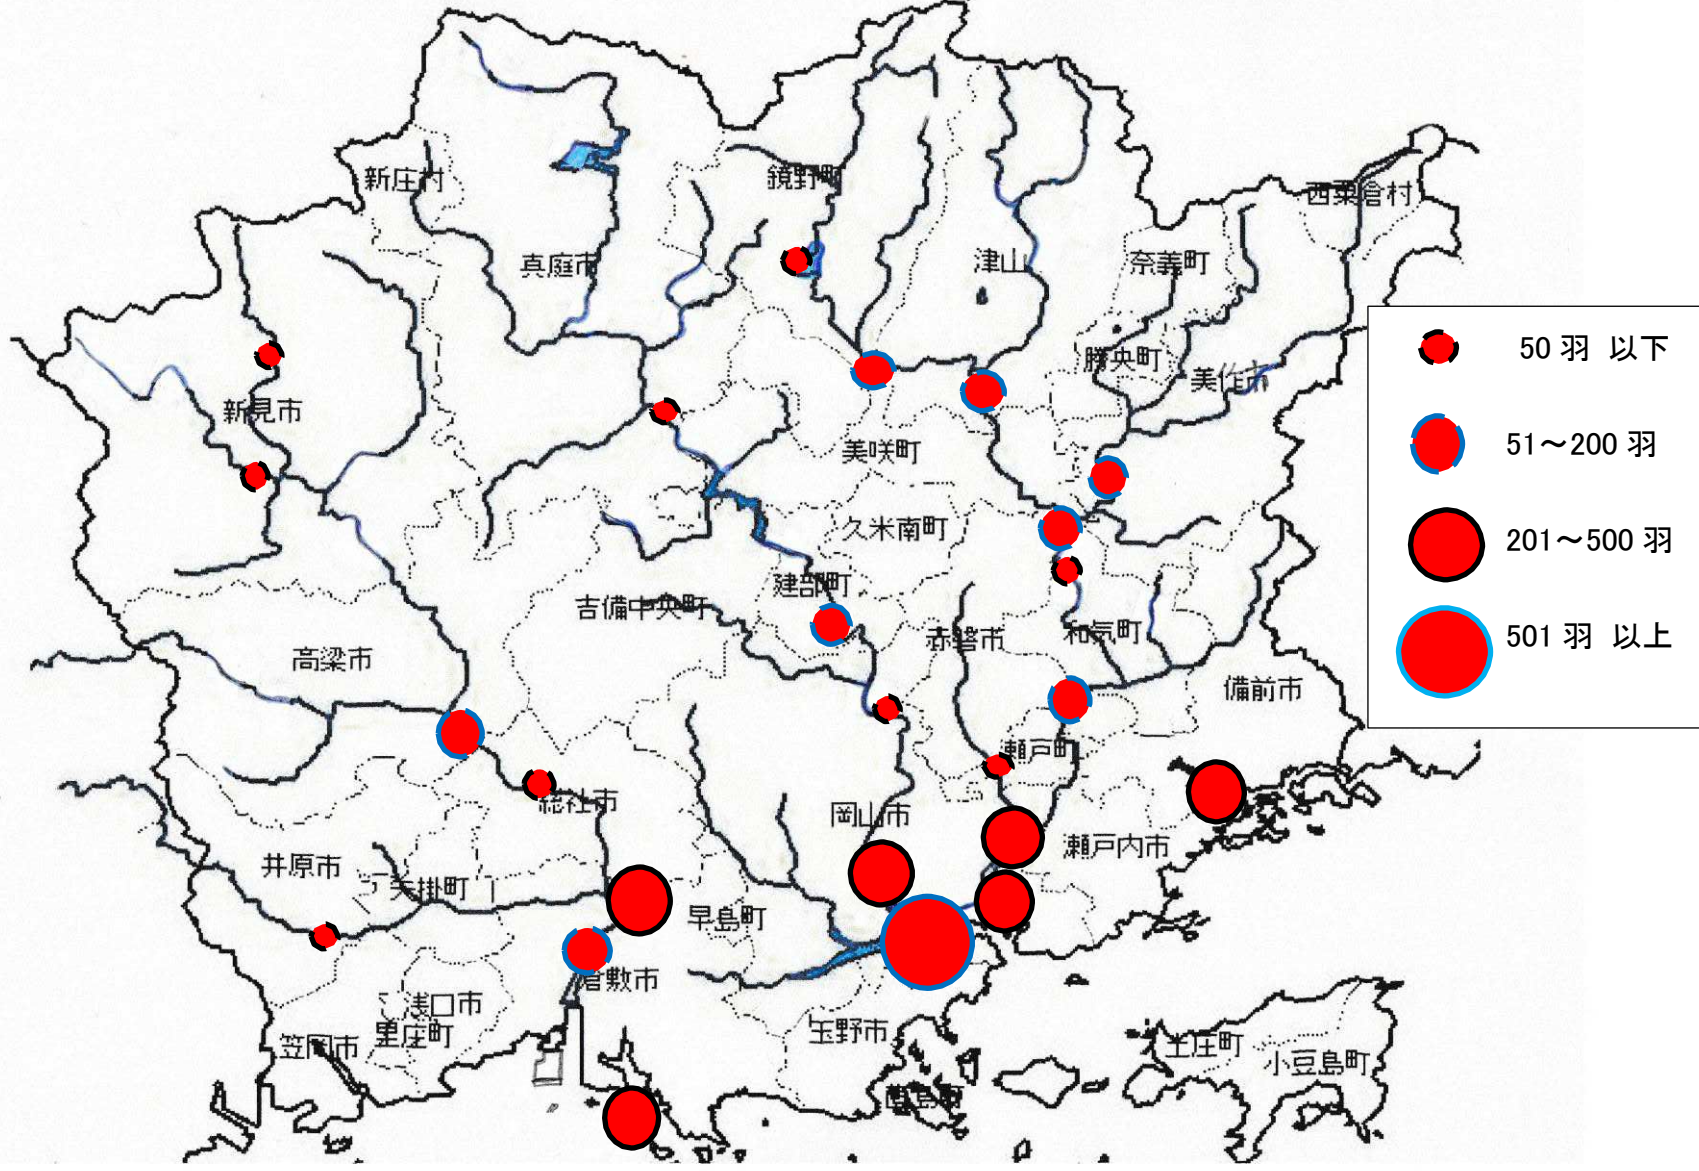 新庄村
鏡野町
西粟倉村
真庭市
津山
奈義町
勝央町
美作市
新見市
美咲町
久米南町
建部町
吉備中央町
赤磐市
和気町
高梁市
備前市
瀬戸町
総社市
岡山市
瀬戸内市
井原市
矢掛町
早島町
倉敷市
浅口市
里庄町
笠岡市
玉野市
直島町
土庄町
小豆島町
50 羽 以下
51～200 羽
201～500 羽
501 羽 以上